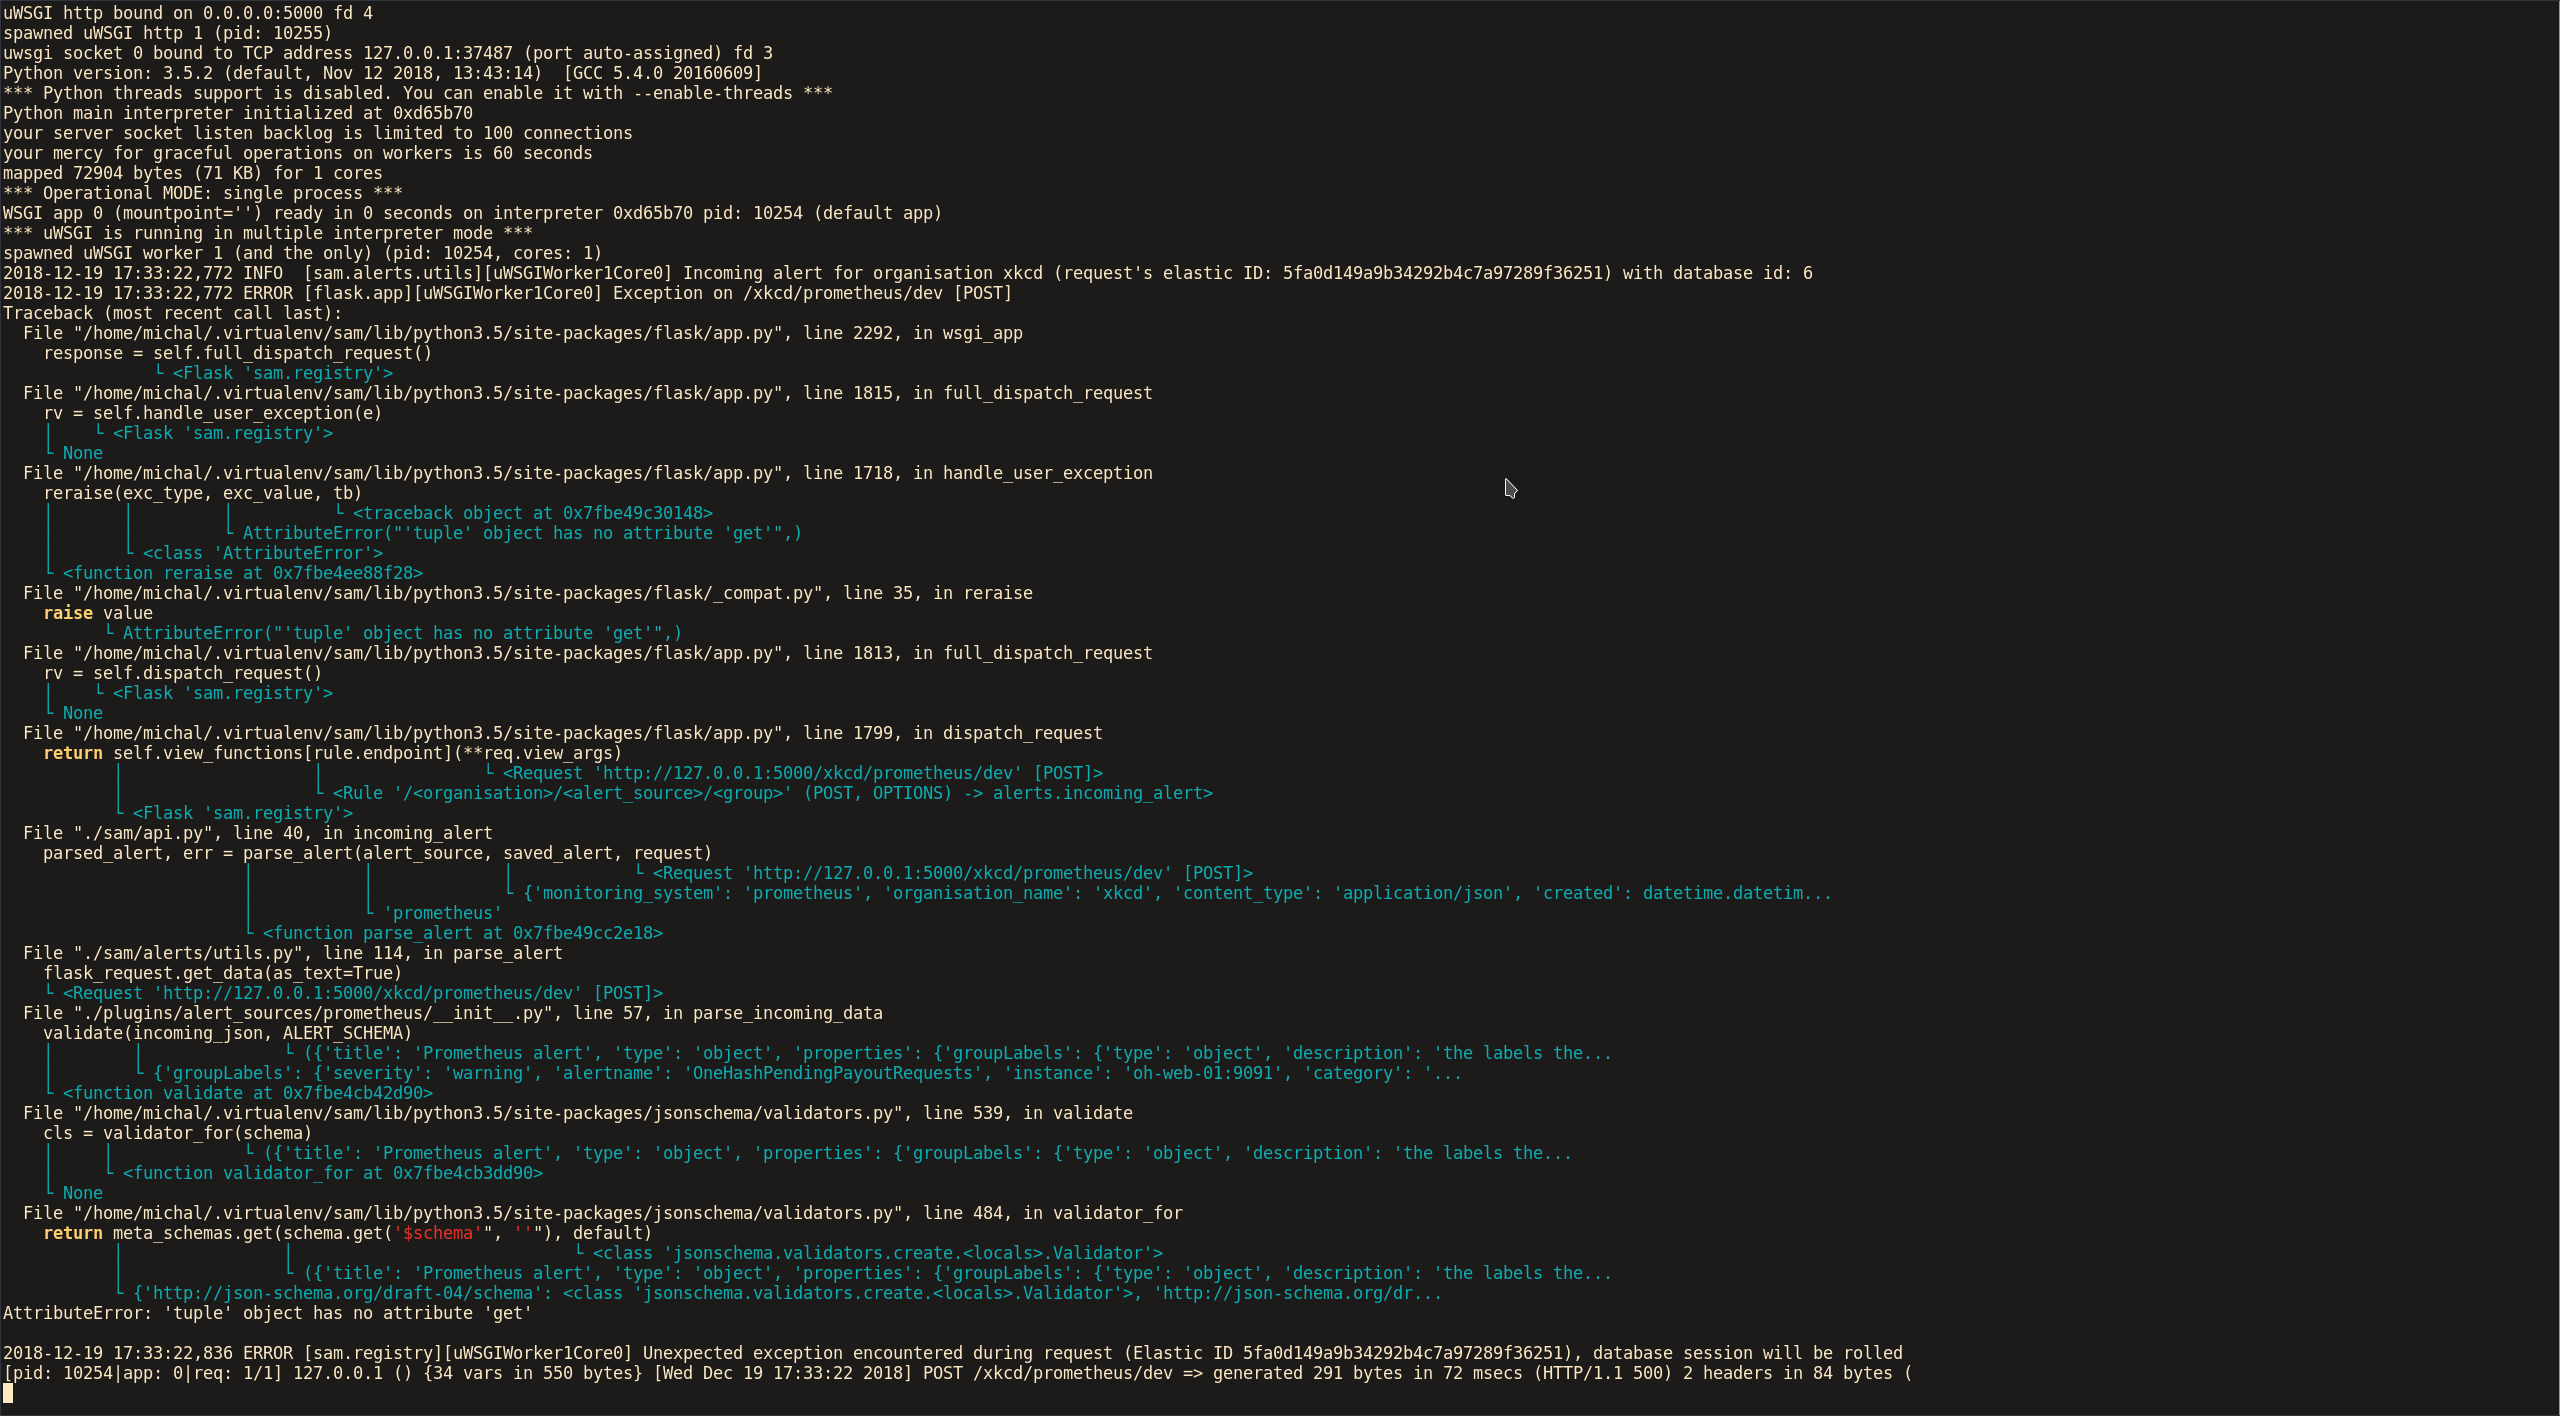 uWSGI http bound on 0.0.0.0:5000 fd 4
spawned uWSGI http 1 (pid: 10255)
uwsgi socket 0 bound to TCP address 127.0.0.1:37487 (port auto-assigned) fd 3
Python version: 3.5.2 (default, Nov 12 2018, 13:43:14)  [GCC 5.4.0 20160609]
*** Python threads support is disabled. You can enable it with --enable-threads ***
Python main interpreter initialized at 0xd65b70
your server socket listen backlog is limited to 100 connections
your mercy for graceful operations on workers is 60 seconds
mapped 72904 bytes (71 KB) for 1 cores
*** Operational MODE: single process ***
WSGI app 0 (mountpoint='') ready in 0 seconds on interpreter 0xd65b70 pid: 10254 (default app)
*** uWSGI is running in multiple interpreter mode ***
spawned uWSGI worker 1 (and the only) (pid: 10254, cores: 1)
2018-12-19 17:33:22,772 INFO  [sam.alerts.utils][uWSGIWorker1Core0] Incoming alert for organisation xkcd (request's elastic ID: 5fa0d149a9b34292b4c7a97289f36251) with database id: 6
2018-12-19 17:33:22,772 ERROR [flask.app][uWSGIWorker1Core0] Exception on /xkcd/prometheus/dev [POST]
Traceback (most recent call last):
  File "/home/michal/.virtualenv/sam/lib/python3.5/site-packages/flask/app.py", line 2292, in wsgi_app
    response = self.full_dispatch_request()
               └ <Flask 'sam.registry'>
  File "/home/michal/.virtualenv/sam/lib/python3.5/site-packages/flask/app.py", line 1815, in full_dispatch_request
    rv = self.handle_user_exception(e)
    │    └ <Flask 'sam.registry'>
    └ None
  File "/home/michal/.virtualenv/sam/lib/python3.5/site-packages/flask/app.py", line 1718, in handle_user_exception
    reraise(exc_type, exc_value, tb)
    │       │         │          └ <traceback object at 0x7fbe49c30148>
    │       │         └ AttributeError("'tuple' object has no attribute 'get'",)
    │       └ <class 'AttributeError'>
    └ <function reraise at 0x7fbe4ee88f28>
  File "/home/michal/.virtualenv/sam/lib/python3.5/site-packages/flask/_compat.py", line 35, in reraise
    raise value
          └ AttributeError("'tuple' object has no attribute 'get'",)
  File "/home/michal/.virtualenv/sam/lib/python3.5/site-packages/flask/app.py", line 1813, in full_dispatch_request
    rv = self.dispatch_request()
    │    └ <Flask 'sam.registry'>
    └ None
  File "/home/michal/.virtualenv/sam/lib/python3.5/site-packages/flask/app.py", line 1799, in dispatch_request
    return self.view_functions[rule.endpoint](**req.view_args)
           │                   │                └ <Request 'http://127.0.0.1:5000/xkcd/prometheus/dev' [POST]>
           │                   └ <Rule '/<organisation>/<alert_source>/<group>' (POST, OPTIONS) -> alerts.incoming_alert>
           └ <Flask 'sam.registry'>
  File "./sam/api.py", line 40, in incoming_alert
    parsed_alert, err = parse_alert(alert_source, saved_alert, request)
                        │           │             │            └ <Request 'http://127.0.0.1:5000/xkcd/prometheus/dev' [POST]>
                        │           │             └ {'monitoring_system': 'prometheus', 'organisation_name': 'xkcd', 'content_type': 'application/json', 'created': datetime.datetim...
                        │           └ 'prometheus'
                        └ <function parse_alert at 0x7fbe49cc2e18>
  File "./sam/alerts/utils.py", line 114, in parse_alert
    flask_request.get_data(as_text=True)
    └ <Request 'http://127.0.0.1:5000/xkcd/prometheus/dev' [POST]>
  File "./plugins/alert_sources/prometheus/__init__.py", line 57, in parse_incoming_data
    validate(incoming_json, ALERT_SCHEMA)
    │        │              └ ({'title': 'Prometheus alert', 'type': 'object', 'properties': {'groupLabels': {'type': 'object', 'description': 'the labels the...
    │        └ {'groupLabels': {'severity': 'warning', 'alertname': 'OneHashPendingPayoutRequests', 'instance': 'oh-web-01:9091', 'category': '...
    └ <function validate at 0x7fbe4cb42d90>
  File "/home/michal/.virtualenv/sam/lib/python3.5/site-packages/jsonschema/validators.py", line 539, in validate
    cls = validator_for(schema)
    │     │             └ ({'title': 'Prometheus alert', 'type': 'object', 'properties': {'groupLabels': {'type': 'object', 'description': 'the labels the...
    │     └ <function validator_for at 0x7fbe4cb3dd90>
    └ None
  File "/home/michal/.virtualenv/sam/lib/python3.5/site-packages/jsonschema/validators.py", line 484, in validator_for
    return meta_schemas.get(schema.get('$schema'", ''"), default)
           │                │                            └ <class 'jsonschema.validators.create.<locals>.Validator'>
           │                └ ({'title': 'Prometheus alert', 'type': 'object', 'properties': {'groupLabels': {'type': 'object', 'description': 'the labels the...
           └ {'http://json-schema.org/draft-04/schema': <class 'jsonschema.validators.create.<locals>.Validator'>, 'http://json-schema.org/dr...
AttributeError: 'tuple' object has no attribute 'get'

2018-12-19 17:33:22,836 ERROR [sam.registry][uWSGIWorker1Core0] Unexpected exception encountered during request (Elastic ID 5fa0d149a9b34292b4c7a97289f36251), database session will be rolled
[pid: 10254|app: 0|req: 1/1] 127.0.0.1 () {34 vars in 550 bytes} [Wed Dec 19 17:33:22 2018] POST /xkcd/prometheus/dev => generated 291 bytes in 72 msecs (HTTP/1.1 500) 2 headers in 84 bytes (